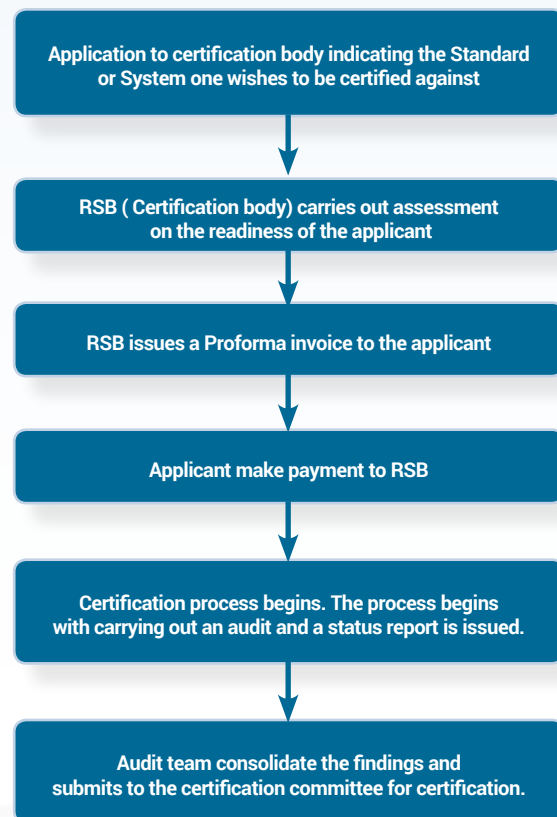 Application to certification body indicating the Standard
or System one wishes to be certified against
RSB ( Certification body) carries out assessment
on the readiness of the applicant
RSB issues a Proforma invoice to the applicant
Applicant make payment to RSB
Certification process begins. The process begins
with carrying out an audit and a status report is issued.
Audit team consolidate the findings and
submits to the certification committee for certification.